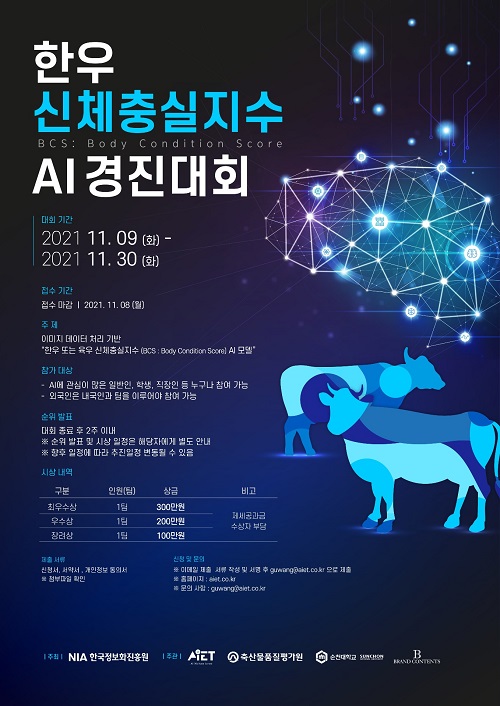 한우
신체충실지수
BCS: Body Condition Score
AI 경진대회
대회 기간
2021 11. 09 (화) -
2021 11. 30 (화)
접수 기간
접수 마감 | 2021. 11. 08 (월)
주 제
이미지 데이터 처리 기반
"한우 또는 육우 신체충실지수 (BCS : Body Condition Score) AI 모델"
참가 대상
- AI에 관심이 많은 일반인, 학생, 직장인 등 누구나 참여 가능
- 외국인은 내국인과 팀을 이루어야 참여 가능
순위 발표
대회 종료 후 2주 이내
※ 순위 발표 및 시상 일정은 해당자에게 별도 안내
※ 향후 일정에 따라 추진일정 변동될 수 있음
시상 내역
구분 인원(팀) 상금 비고
최우수상 1팀 300만원
우수상 1팀 200만원
장려상 1팀 100만원
제세공과금
수상자 부담
제출 서류
신청서, 서약서, 개인정보 동의서
※ 첨부파일 확인
신청 및 문의
※ 이메일 제출 서류 작성 및 서명 후 guwang@aiet.co.kr 으로 제출
※ 홈페이지 : aiet.co.kr
※ 문의 사항 : guwang@aiet.co.kr
| 주최 | NIA 한국정보화진흥원 | 주관 | AIET 축산물품질평가원 순천대학교 B BRAND CONTENTS